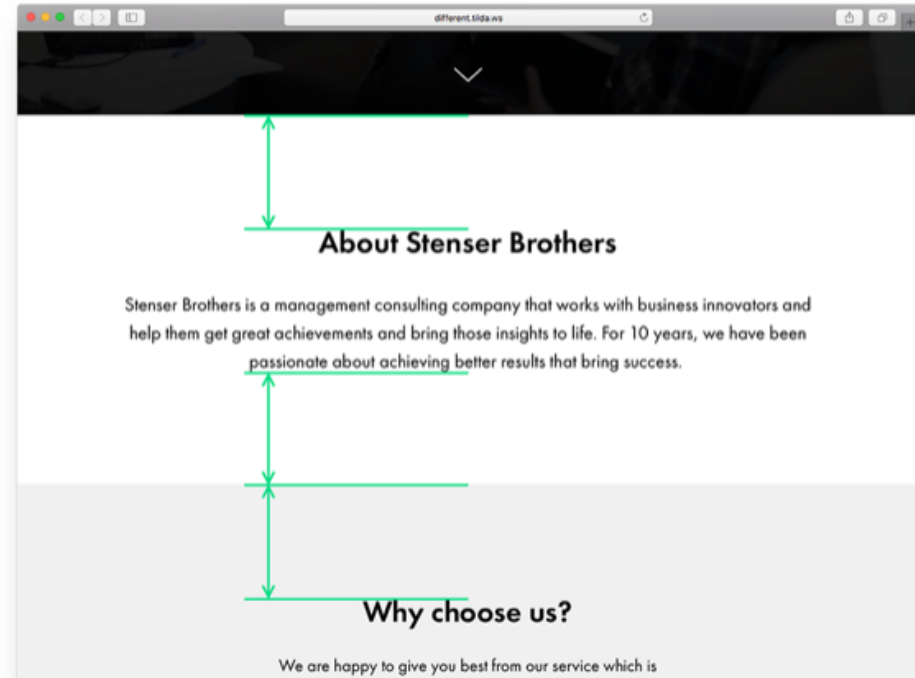 different.tilda.ws
About Stenser Brothers
Stenser Brothers is a management consulting company that works with business innovators and
help them get great achievements and bring those insights to life. For 10 years, we have been
passionate about achieving better results that bring success.
Why choose us?
We are happy to give you best from our service which is